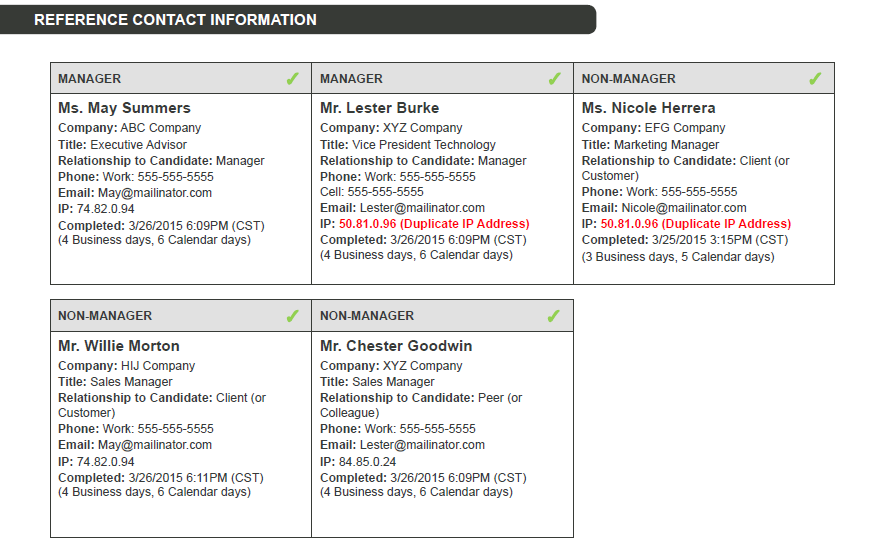 REFERENCE CONTACT INFORMATION
MANAGER ✓
Ms. May Summers
Company: ABC Company
Title: Executive Advisor
Relationship to Candidate: Manager
Phone: Work: 555-555-5555
Email: May@mailinator.com
IP: 74.82.0.94
Completed: 3/26/2015 6:09PM (CST)
(4 Business days, 6 Calendar days)
MANAGER ✓
Mr. Lester Burke
Company: XYZ Company
Title: Vice President Technology
Relationship to Candidate: Manager
Phone: Work: 555-555-5555
Cell: 555-555-5555
Email: Lester@mailinator.com
IP: 50.81.0.96 (Duplicate IP Address)
Completed: 3/26/2015 6:09PM (CST)
(4 Business days, 6 Calendar days)
NON-MANAGER ✓
Ms. Nicole Herrera
Company: EFG Company
Title: Marketing Manager
Relationship to Candidate: Client (or
Customer)
Phone: Work: 555-555-5555
Email: Nicole@mailinator.com
IP: 50.81.0.96 (Duplicate IP Address)
Completed: 3/25/2015 3:15PM (CST)
(3 Business days, 5 Calendar days)
NON-MANAGER ✓
Mr. Willie Morton
Company: HIJ Company
Title: Sales Manager
Relationship to Candidate: Client (or
Customer)
Phone: Work: 555-555-5555
Email: May@mailinator.com
IP: 74.82.0.94
Completed: 3/26/2015 6:11PM (CST)
(4 Business days, 6 Calendar days)
NON-MANAGER ✓
Mr. Chester Goodwin
Company: XYZ Company
Title: Sales Manager
Relationship to Candidate: Peer (or
Colleague)
Phone: Work: 555-555-5555
Email: Lester@mailinator.com
IP: 84.85.0.24
Completed: 3/26/2015 6:09PM (CST)
(4 Business days, 6 Calendar days)